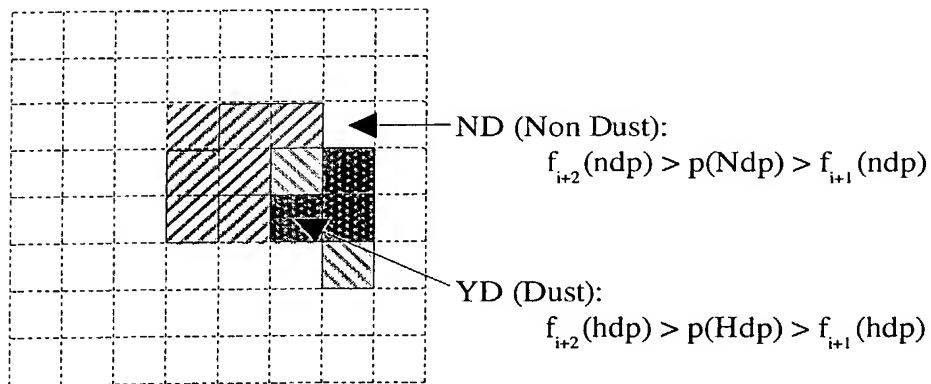 ND (Non Dust):
f_{i+2}(ndp) > p(Ndp) > f_{i+1}(ndp)
YD (Dust):
f_{i+2}(hdp) > p(Hdp) > f_{i+1}(hdp)